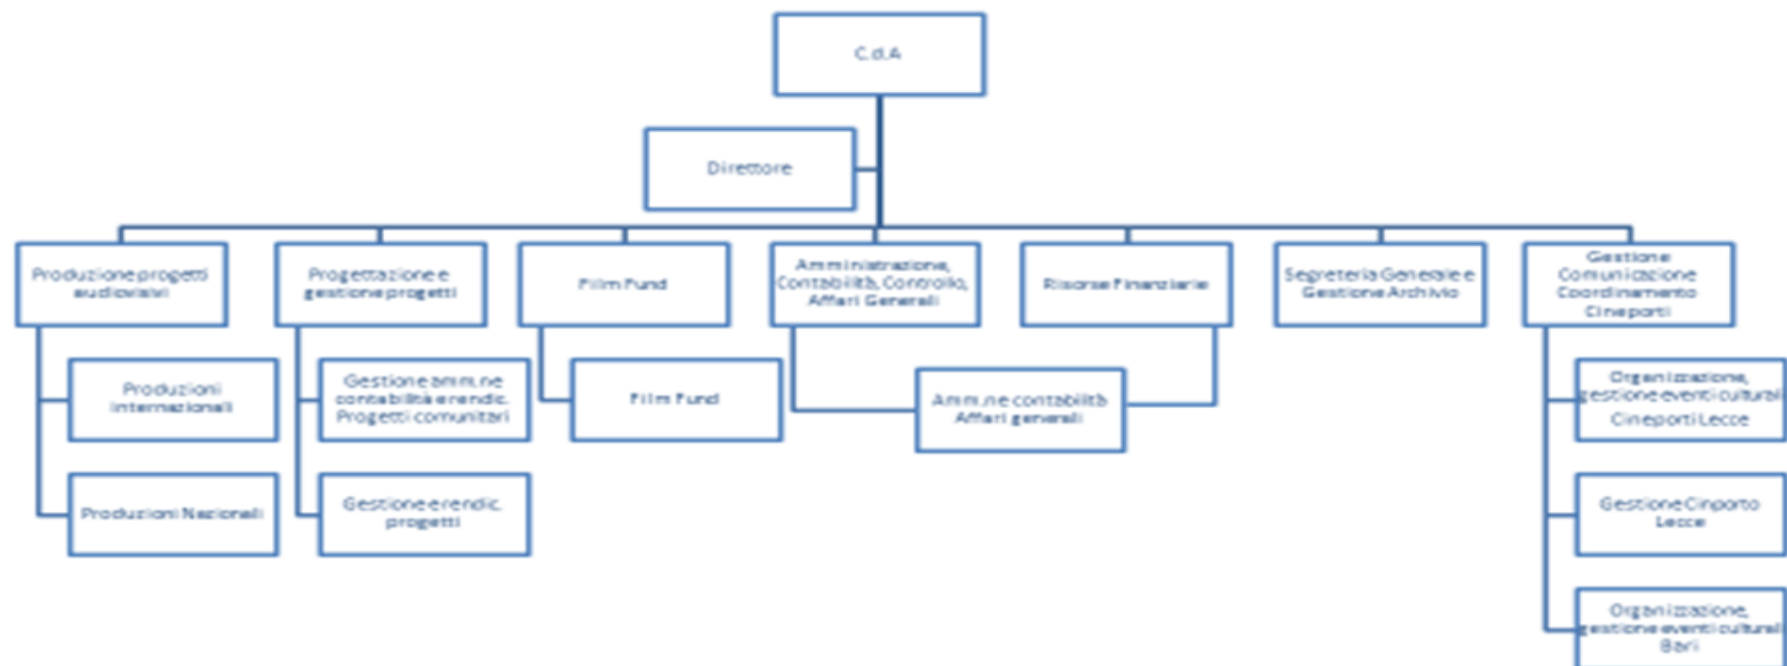 C.d.A
Direttore
Produzione progetti
audiovisivi
Progettazione e
gestione progetti
Film Fund
Amministrazione,
Contabilità, Controllo,
Affari Generali
Risorse Finanziarie
Segreteria Generale e
Gestione Archivio
Gestione
Comunicazione
Coordinamento
Cineporti
Produzioni
Internazionali
Gestione amm.ne
contabilità e rendic.
Progetti comunitari
Film Fund
Amm.ne contabilità
Affari generali
Organizzazione,
gestione eventi culturali
Cineporti Lecce
Produzioni Nazionali
Gestione e rendic.
progetti
Gestione Cinporto
Lecce
Organizzazione,
gestione eventi culturali
Bari